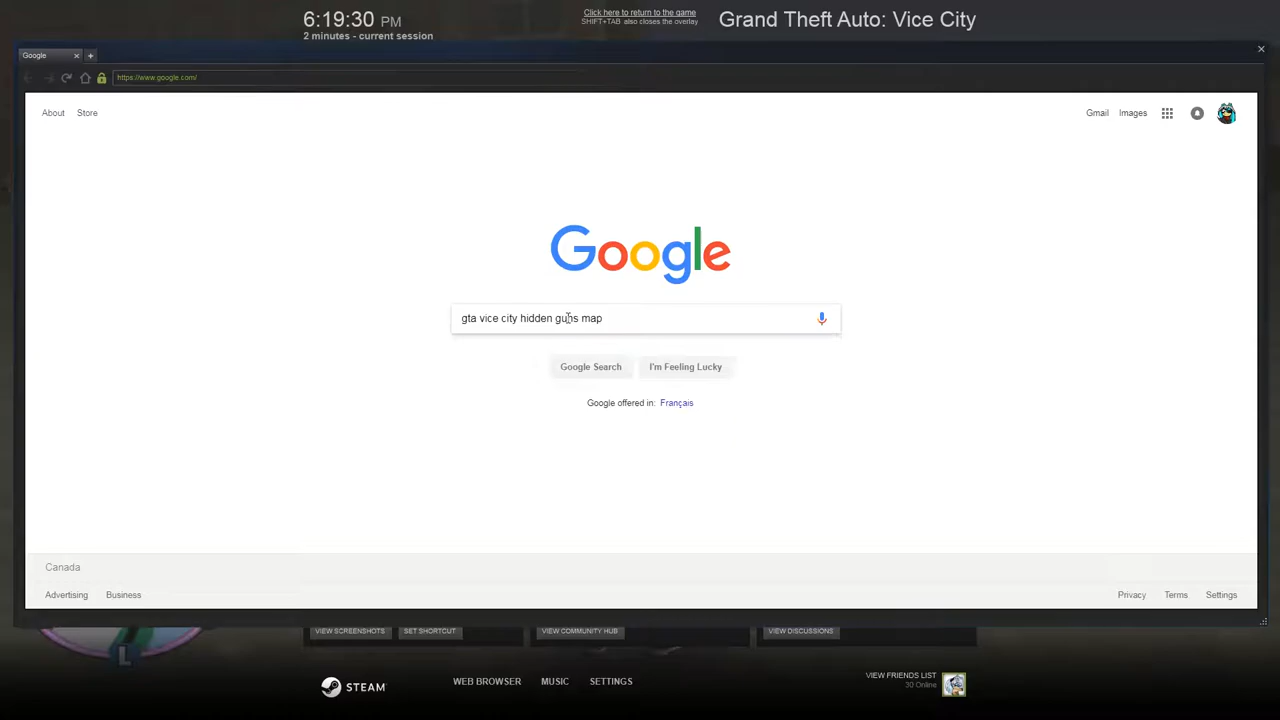 6:19:30 PM
2 minutes - current session
Click here to return to the game
SHIFT+TAB also closes the overlay
Grand Theft Auto: Vice City
Google
https://www.google.com/
About Store
Gmail Images
Google
gta vice city hidden guns map
Google Search I'm Feeling Lucky
Google offered in: Français
Canada
Advertising Business
Privacy Terms Settings
VIEW SCREENSHOTS SET SHORTCUT VIEW COMMUNITY HUB VIEW DISCUSSIONS
L
STEAM
WEB BROWSER MUSIC SETTINGS
VIEW FRIENDS LIST
30 Online